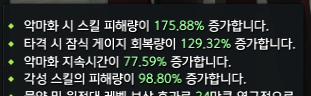 악마화 시 스킬 피해량이 175.88% 증가합니다.
타격 시 잠식 게이지 회복량이 129.32% 증가합니다.
악마화 지속시간이 77.59% 증가합니다.
각성 스킬의 피해량이 98.80% 증가합니다.